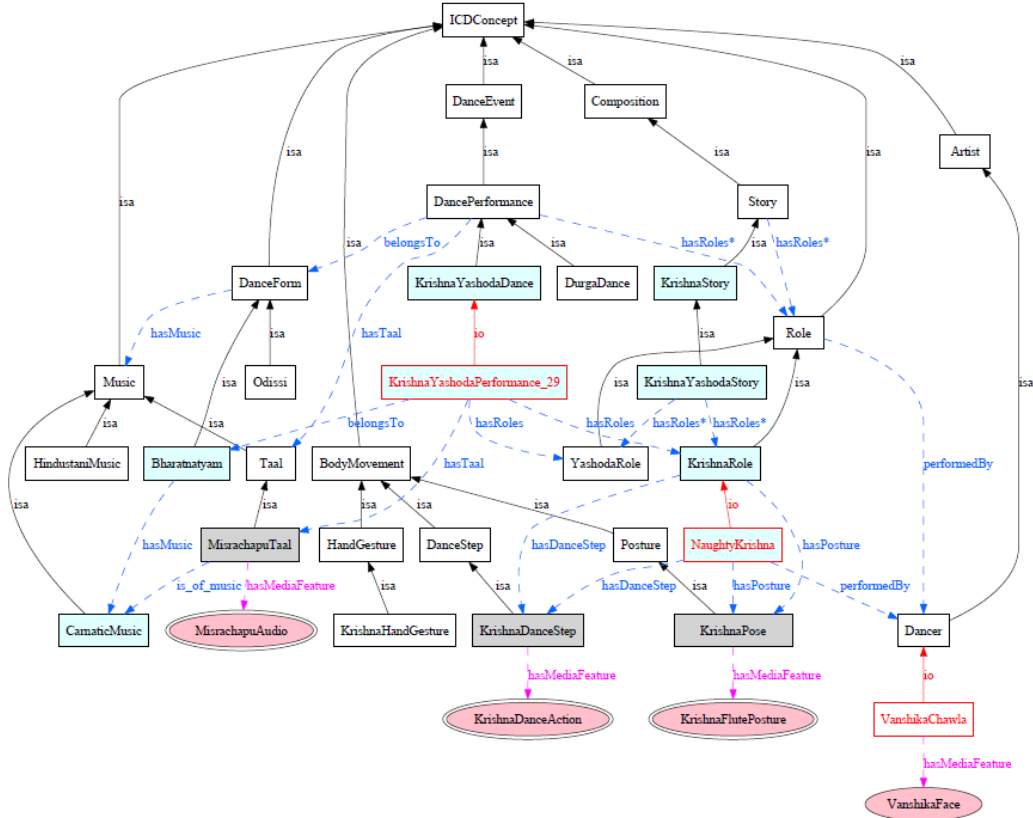 ICDConcept
isa
isa
isa
DanceEvent
Composition
isa
isa
Artist
isa
isa
isa
isa
DancePerformance
Story
isa
belongsTo
isa
isa
hasRoles*
isa
hasRoles*
DanceForm
KrishnaYashodaDance
DurgaDance
KrishnaStory
hasMusic
isa
hasTaal
io
isa
Role
Music
Odissi
KrishnaYashodaPerformance_29
isa
KrishnaYashodaStory
isa
isa
isa
isa
belongsTo
hasRoles
hasRoles
hasRoles*
hasRoles*
HindustaniMusic
Bharatnatyam
Taal
BodyMovement
hasTaal
YashodaRole
KrishnaRole
performedBy
isa
isa
isa
isa
isa
io
MisrachapuTaal
HandGesture
DanceStep
Posture
NaughtyKrishna
hasMusic
hasDanceStep
hasPosture
is_of_music
hasMediaFeature
isa
isa
hasDanceStep
isa
hasPosture
performedBy
CarnaticMusic
MisrachapuAudio
KrishnaHandGesture
KrishnaDanceStep
KrishnaPose
Dancer
hasMediaFeature
hasMediaFeature
io
KrishnaDanceAction
KrishnaFlutePosture
VanshikaChawla
hasMediaFeature
VanshikaFace